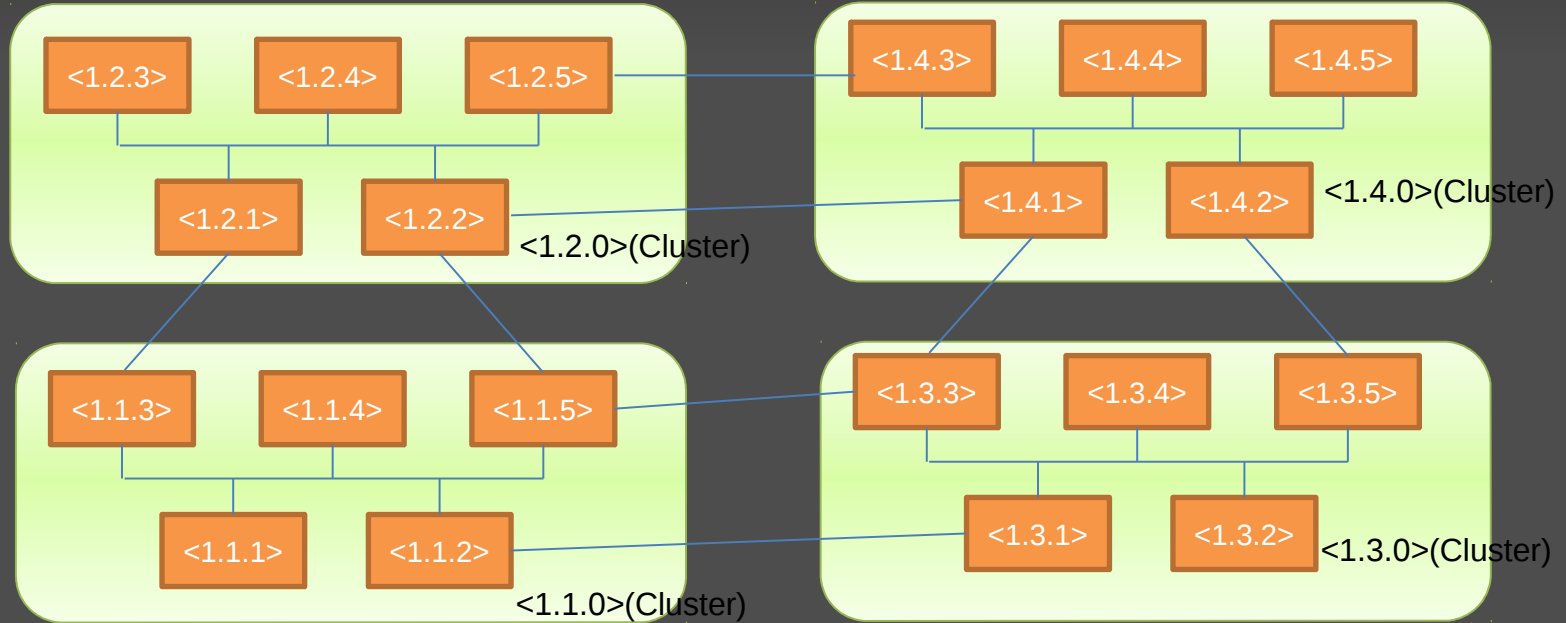 <1.2.3> <1.2.4> <1.2.5>
<1.2.1> <1.2.2>
<1.2.0>(Cluster)
<1.4.3> <1.4.4> <1.4.5>
<1.4.1> <1.4.2> <1.4.0>(Cluster)
<1.1.3> <1.1.4> <1.1.5>
<1.1.1> <1.1.2>
<1.1.0>(Cluster)
<1.3.3> <1.3.4> <1.3.5>
<1.3.1> <1.3.2> <1.3.0>(Cluster)